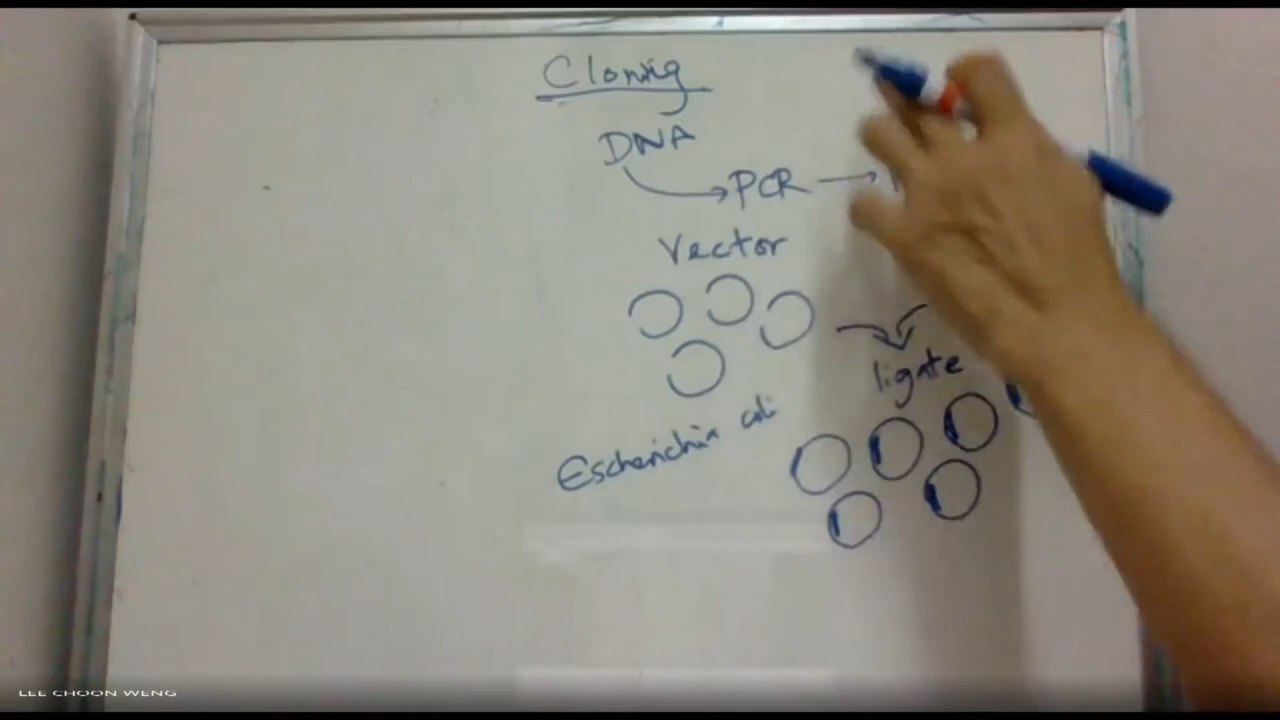 Cloning
DNA
PCR
Vector
ligate
Escherichia coli
LEE CHOON WENG